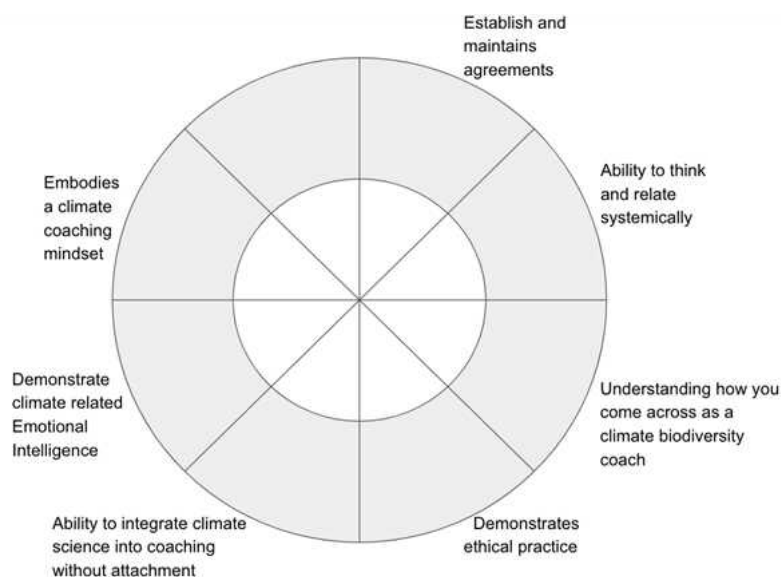 Establish and
maintains
agreements
Ability to think
and relate
systemically
Understanding how you
come across as a
climate biodiversity
coach
Demonstrates
ethical practice
Ability to integrate climate
science into coaching
without attachment
Demonstrate
climate related
Emotional
Intelligence
Embodies
a climate
coaching
mindset